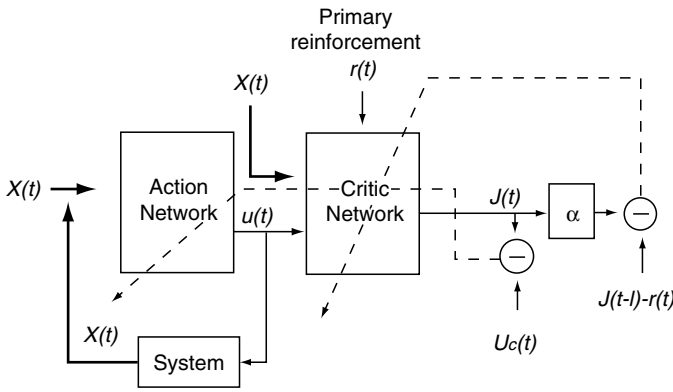 Primary
reinforcement
r(t)
X(t)
X(t)
Action
Network
Critic
Network
u(t)
J(t)
α
−
−
J(t-l)-r(t)
Uc(t)
X(t)
System